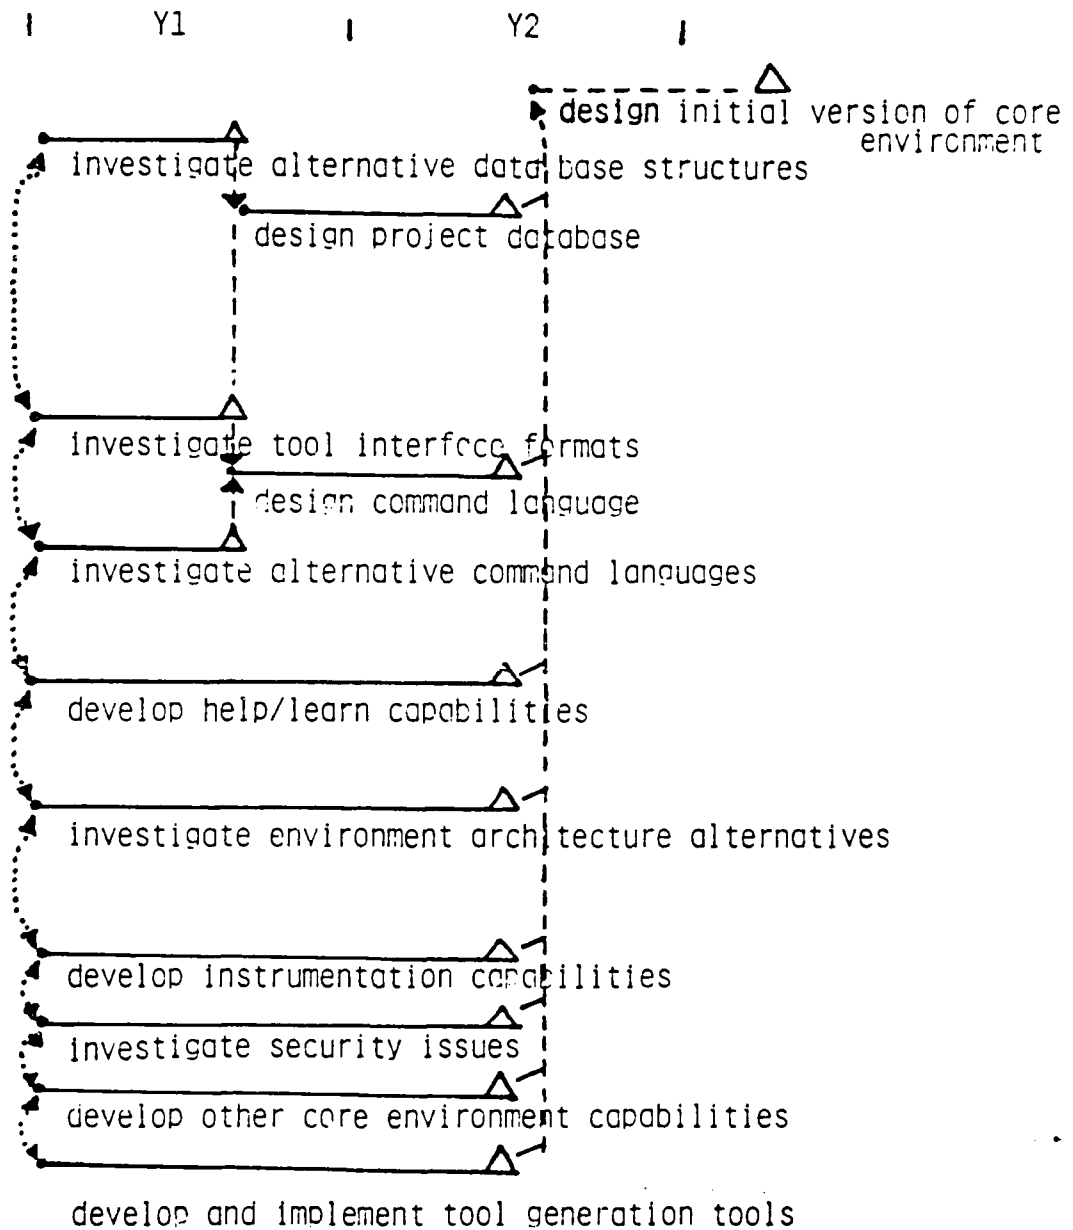 Y1 Y2
design initial version of core
environment
investigate alternative data base structures
design project database
investigate tool interface formats
design command language
investigate alternative command languages
develop help/learn capabilities
investigate environment architecture alternatives
develop instrumentation capabilities
investigate security issues
develop other core environment capabilities
develop and implement tool generation tools